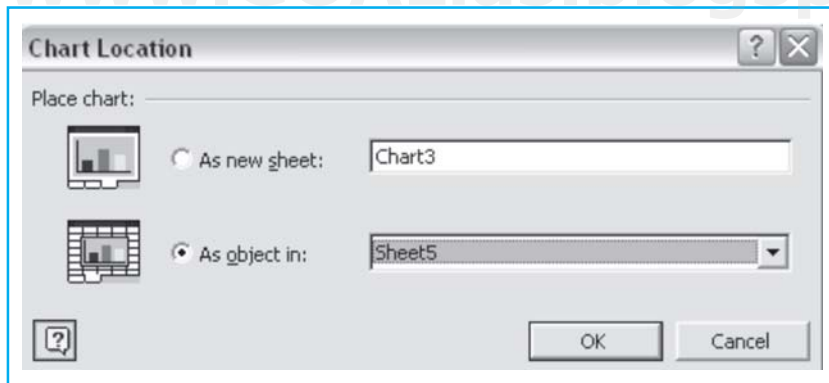 Chart Location
Place chart:
As new sheet: Chart3
As object in: Sheet5
OK Cancel